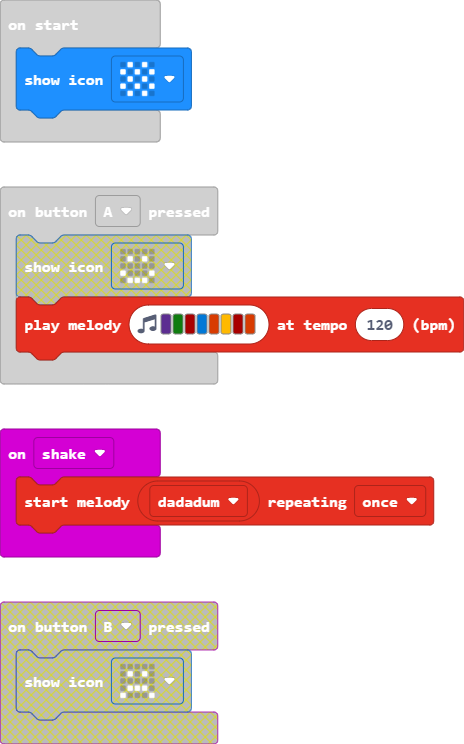 on start
show icon
on button A pressed
show icon
play melody at tempo 120 (bpm)
on shake
start melody dadadum repeating once
on button B pressed
show icon